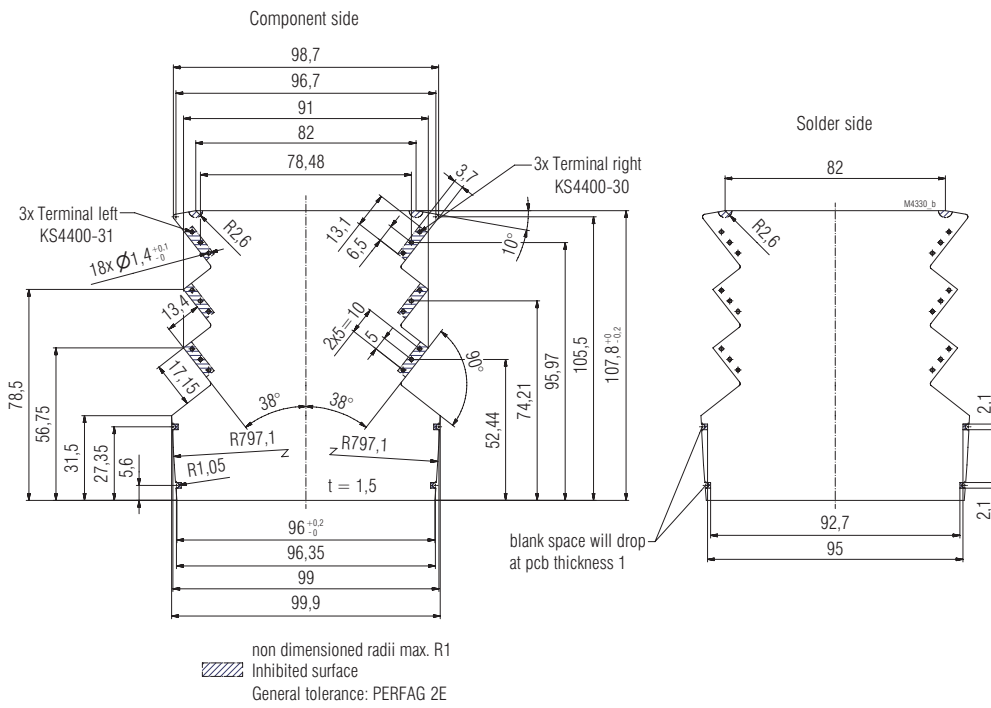 Component side
98,7
96,7
91
82
78,48
3,7
3x Terminal right
KS4400-30
3x Terminal left
KS4400-31
R2,6
18x Ø1,4 +0,1 -0
13,1
6,5
10°
13,4
2x5=10
5
90°
17,15
38°
38°
78,5
56,75
31,5
27,35
5,6
R797,1
R797,1
R1,05
t = 1,5
52,44
74,21
95,97
105,5
107,8 +0 -0,2
96 +0,2 -0
96,35
99
99,9
Solder side
82
M4330_b
R2,6
2,1
2,1
blank space will drop
at pcb thickness 1
92,7
95
non dimensioned radii max. R1
Inhibited surface
General tolerance: PERFAG 2E